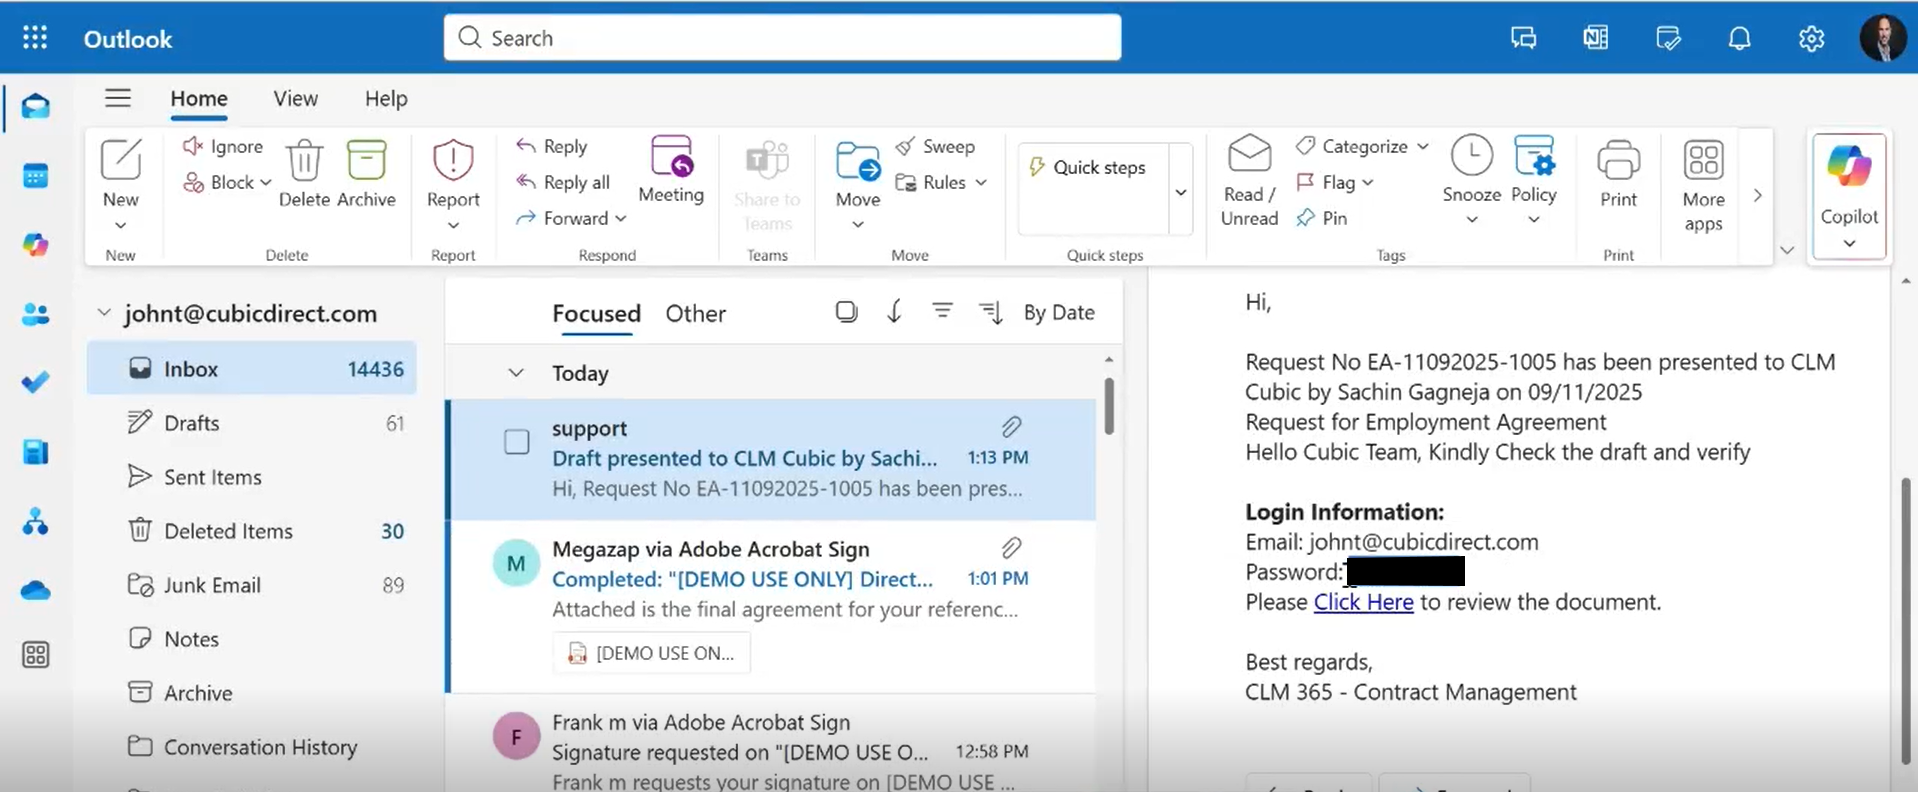 Outlook
Search
Home View Help
New
New
Ignore
Block
Delete
Archive
Delete
Report
Report
Reply
Reply all
Forward
Meeting
Respond
Share to
Teams
Teams
Move
Sweep
Rules
Move
Quick steps
Quick steps
Read /
Unread
Categorize
Flag
Pin
Snooze
Policy
Tags
Print
Print
More
apps
Copilot
johnt@cubicdirect.com
Inbox 14436
Drafts 61
Sent Items
Deleted Items 30
Junk Email 89
Notes
Archive
Conversation History
Focused Other By Date
Today
support
Draft presented to CLM Cubic by Sachi... 1:13 PM
Hi, Request No EA-11092025-1005 has been pres...
M
Megazap via Adobe Acrobat Sign
Completed: "[DEMO USE ONLY] Direct... 1:01 PM
Attached is the final agreement for your referenc...
[DEMO USE ON...
F
Frank m via Adobe Acrobat Sign
Signature requested on "[DEMO USE O... 12:58 PM
Frank m requests your signature on [DEMO USE ...
Hi,
Request No EA-11092025-1005 has been presented to CLM
Cubic by Sachin Gagneja on 09/11/2025
Request for Employment Agreement
Hello Cubic Team, Kindly Check the draft and verify
Login Information:
Email: johnt@cubicdirect.com
Password:
Please Click Here to review the document.
Best regards,
CLM 365 - Contract Management